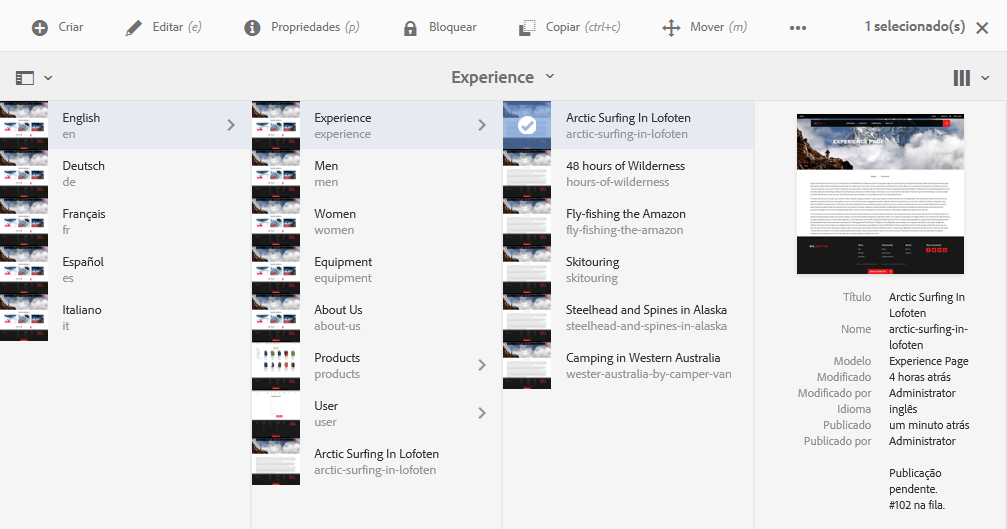 Criar
Editar (e)
Propriedades (p)
Bloquear
Copiar (ctrl+c)
Mover (m)
1 selecionado(s)
Experience
English
en
Deutsch
de
Français
fr
Español
es
Italiano
it
Experience
experience
Men
men
Women
women
Equipment
equipment
About Us
about-us
Products
products
User
user
Arctic Surfing In Lofoten
arctic-surfing-in-lofoten
Arctic Surfing In Lofoten
arctic-surfing-in-lofoten
48 hours of Wilderness
hours-of-wilderness
Fly-fishing the Amazon
fly-fishing-the-amazon
Skitouring
skitouring
Steelhead and Spines in Alaska
steelhead-and-spines-in-alaska
Camping in Western Australia
wester-australia-by-camper-van
EXPERIENCE PAGE
Título Arctic Surfing In
Lofoten
Nome arctic-surfing-in-
lofoten
Modelo Experience Page
Modificado 4 horas atrás
Modificado por Administrator
Idioma inglês
Publicado um minuto atrás
Publicado por Administrator
Publicação
pendente.
#102 na fila.